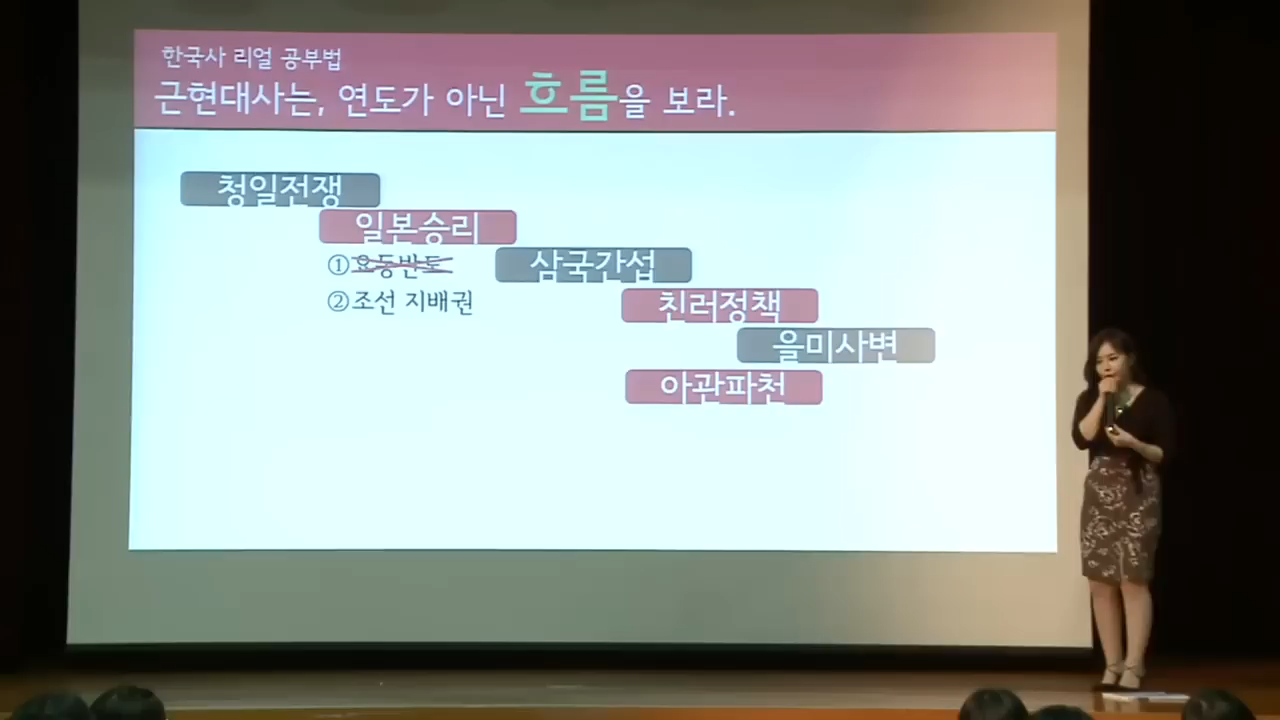 한국사 리얼 공부법
근현대사는, 연도가 아닌 흐름을 보라.
청일전쟁
일본승리
①요동반도
삼국간섭
②조선 지배권
친러정책
을미사변
아관파천